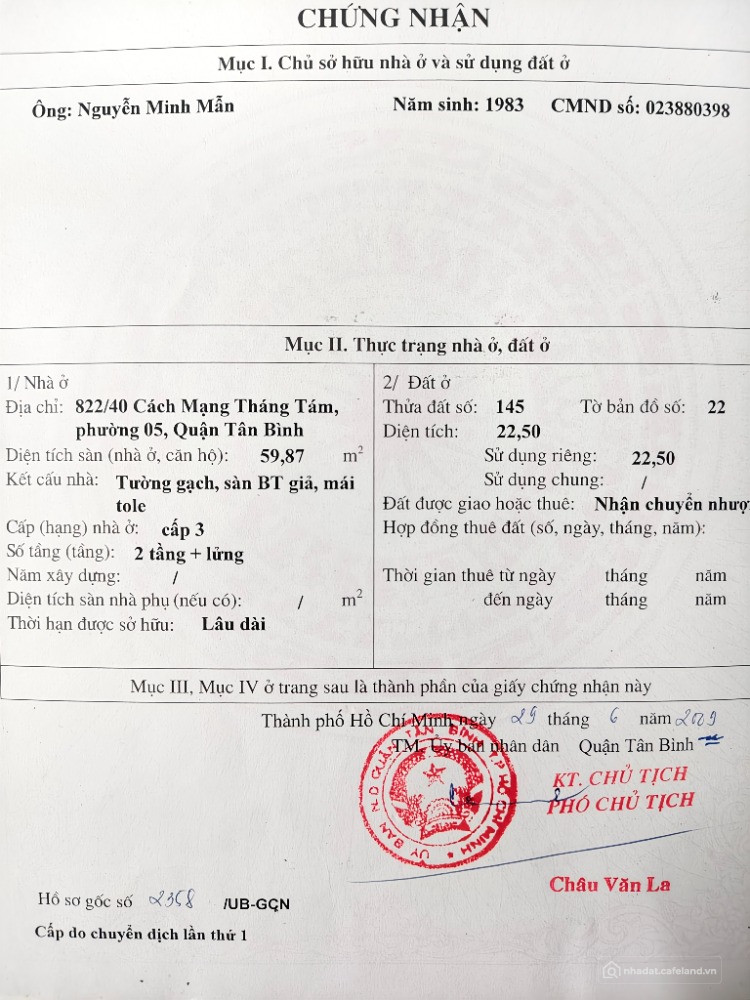 CHỨNG NHẬN
Mục I. Chủ sở hữu nhà ở và sử dụng đất ở
Ông: Nguyễn Minh Mẫn Năm sinh: 1983 CMND số: 023880398
Mục II. Thực trạng nhà ở, đất ở
1/ Nhà ở
Địa chỉ: 822/40 Cách Mạng Tháng Tám,
phường 05, Quận Tân Bình
Diện tích sàn (nhà ở, căn hộ): 59,87 m²
Kết cấu nhà: Tường gạch, sàn BT giả, mái
tole
Cấp (hạng) nhà ở: cấp 3
Số tầng (tầng): 2 tầng + lửng
Năm xây dựng: /
Diện tích sàn nhà phụ (nếu có): / m²
Thời hạn được sở hữu: Lâu dài
2/ Đất ở
Thửa đất số: 145 Tờ bản đồ số: 22
Diện tích: 22,50
Sử dụng riêng: 22,50
Sử dụng chung: /
Đất được giao hoặc thuê: Nhận chuyển nhượ
Hợp đồng thuê đất (số, ngày, tháng, năm):
Thời gian thuê từ ngày tháng năm
đến ngày tháng năm
Mục III, Mục IV ở trang sau là thành phần của giấy chứng nhận này
Thành phố Hồ Chí Minh ngày 29 tháng 6 năm 2009
TM. Ủy ban nhân dân Quận Tân Bình
KT. CHỦ TỊCH
PHÓ CHỦ TỊCH
ỦY BAN N.D QUẬN TÂN BÌNH T.P HỒ CHÍ MINH
Châu Văn La
Hồ sơ gốc số /UB-GCN
Cấp do chuyển dịch lần thứ 1
nhadat.cafeland.vn